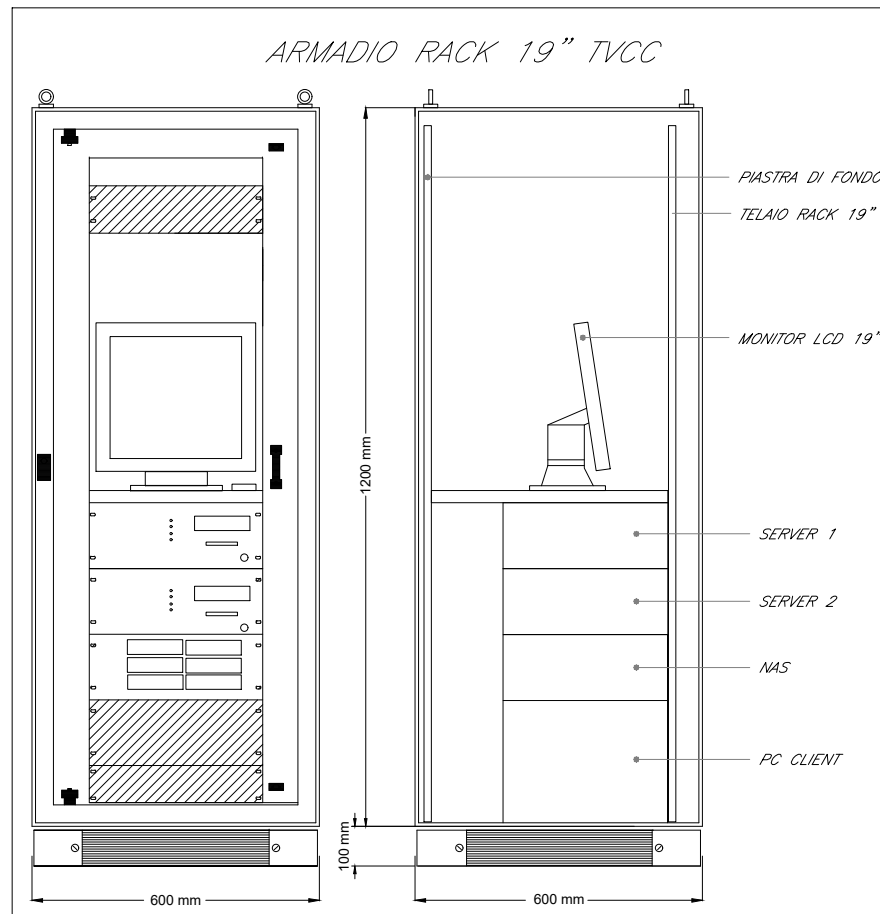 ARMADIO RACK 19" TVCC
PIASTRA DI FONDO
TELAIO RACK 19"
MONITOR LCD 19"
1200 mm
SERVER 1
SERVER 2
NAS
PC CLIENT
100 mm
600 mm
600 mm